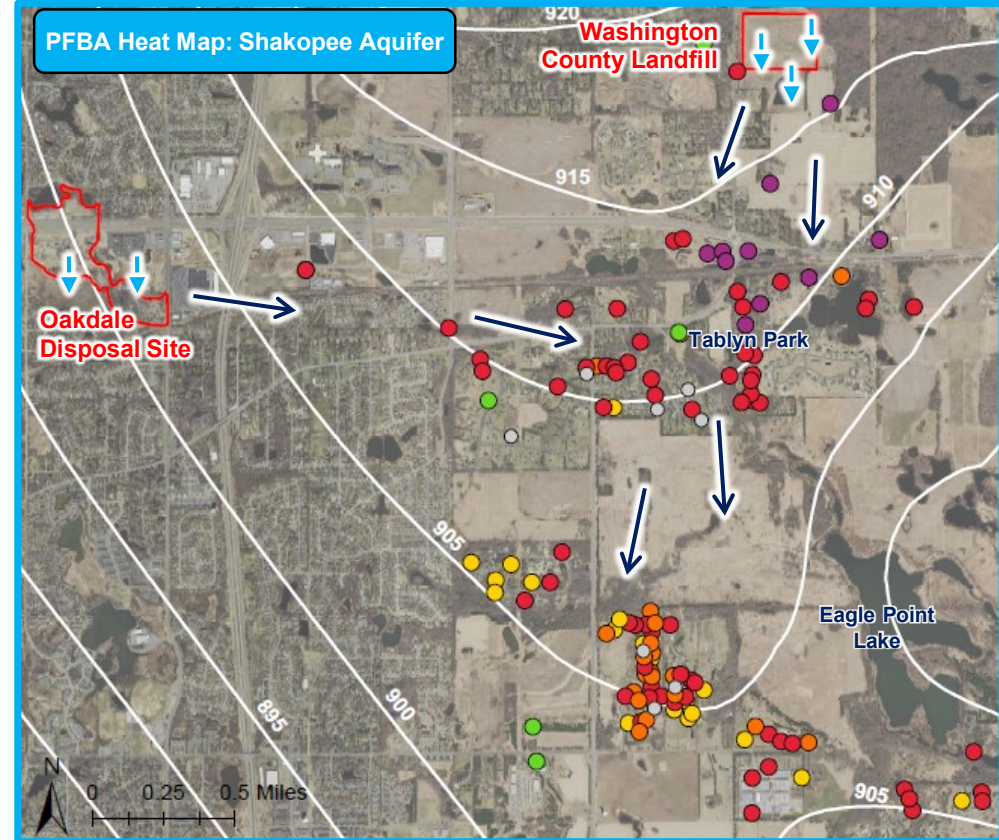 920
PFBA Heat Map: Shakopee Aquifer
Washington
County Landfill
915
910
Oakdale
Disposal Site
Tablyn Park
905
Eagle Point
Lake
900
895
N
0 0.25 0.5 Miles
905